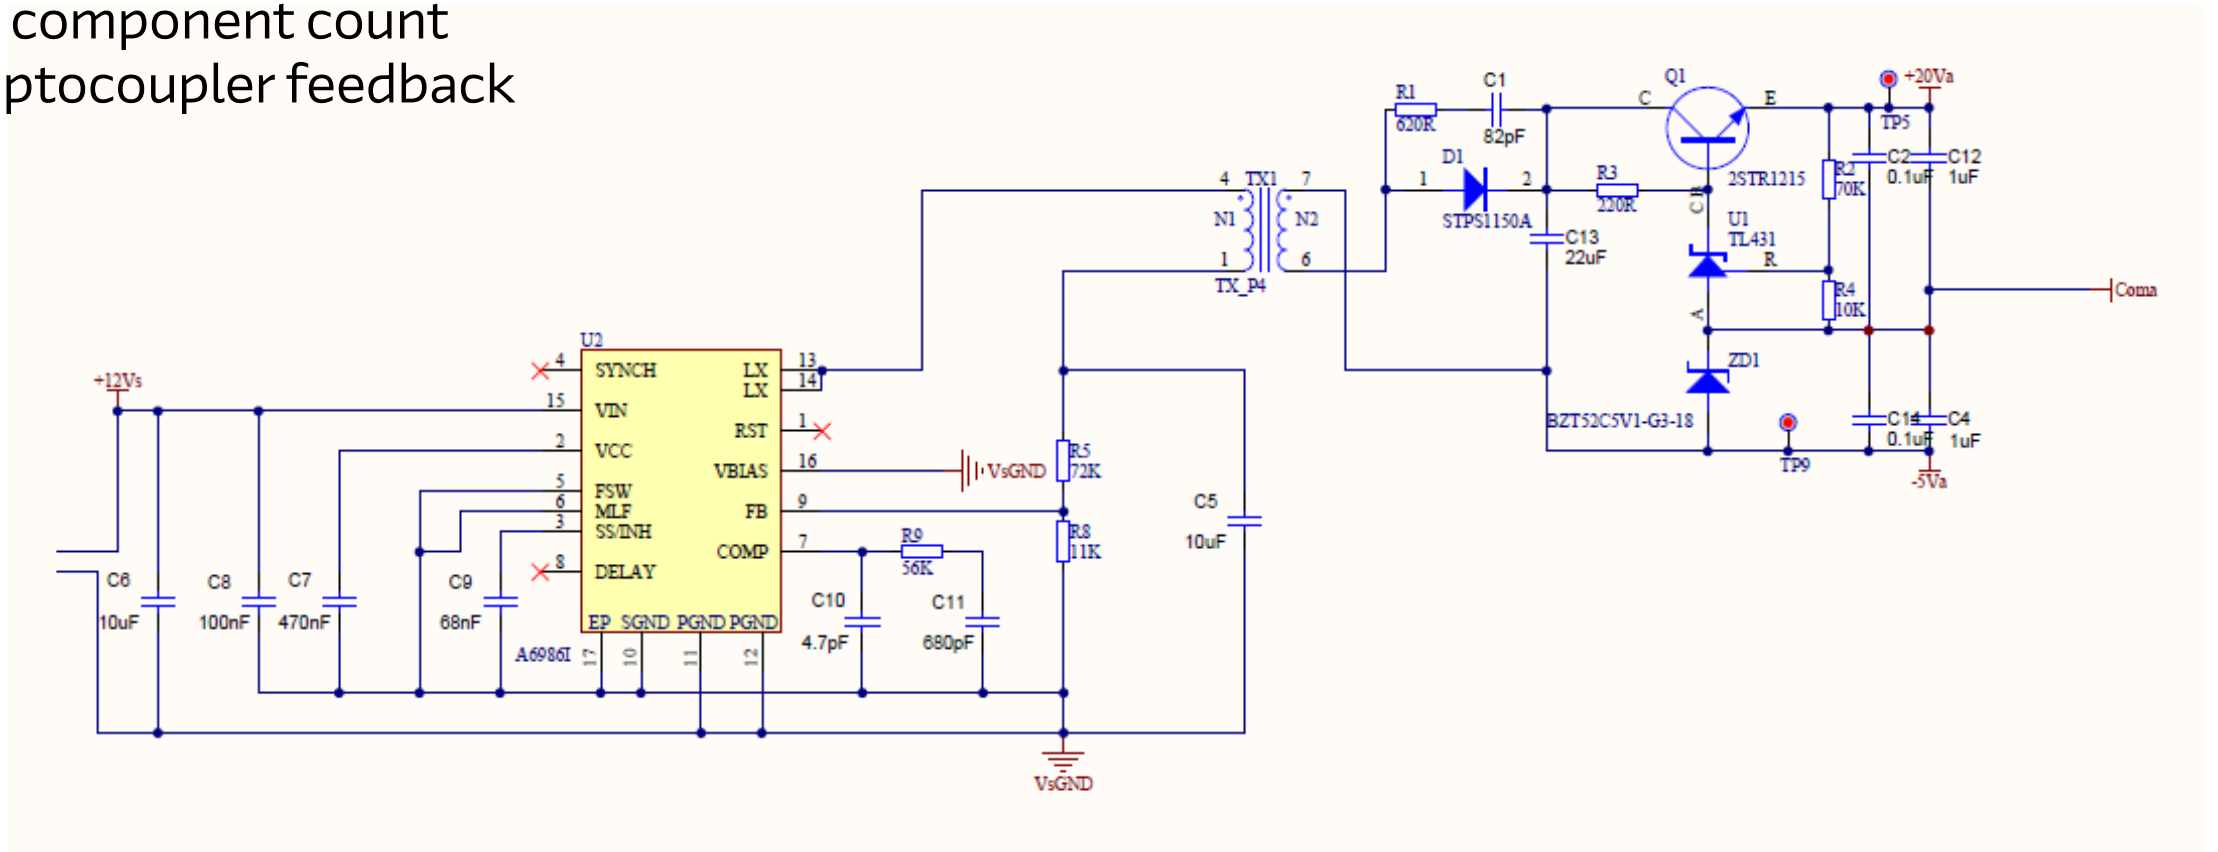 component count
ptocoupler feedback
+12Vs
C6
10uF
C8
100nF
C7
470nF
C9
68nF
U2
4 SYNCH
15 VIN
2 VCC
5 FSW
6 MLF
3 SS/INH
8 DELAY
LX 13
LX 14
RST 1
VBIAS 16
FB 9
COMP 7
EP SGND PGND PGND
17 10 11 12
A6986I
VsGND
R9
56K
C10
4.7pF
C11
680pF
R5
72K
R8
11K
C5
10uF
VsGND
4 TX1 7
N1 N2
1 6
TX_P4
R1
620R
C1
82pF
D1
1 2
STPS1150A
R3
220R
C13
22uF
Q1
C E
2STR1215
C B
U1
TL431
R
A
ZD1
BZT52C5V1-G3-18
R2
70K
R4
10K
C2
0.1uF
C12
1uF
TP5
+20Va
Coma
C14
0.1uF
C4
1uF
TP9
-5Va